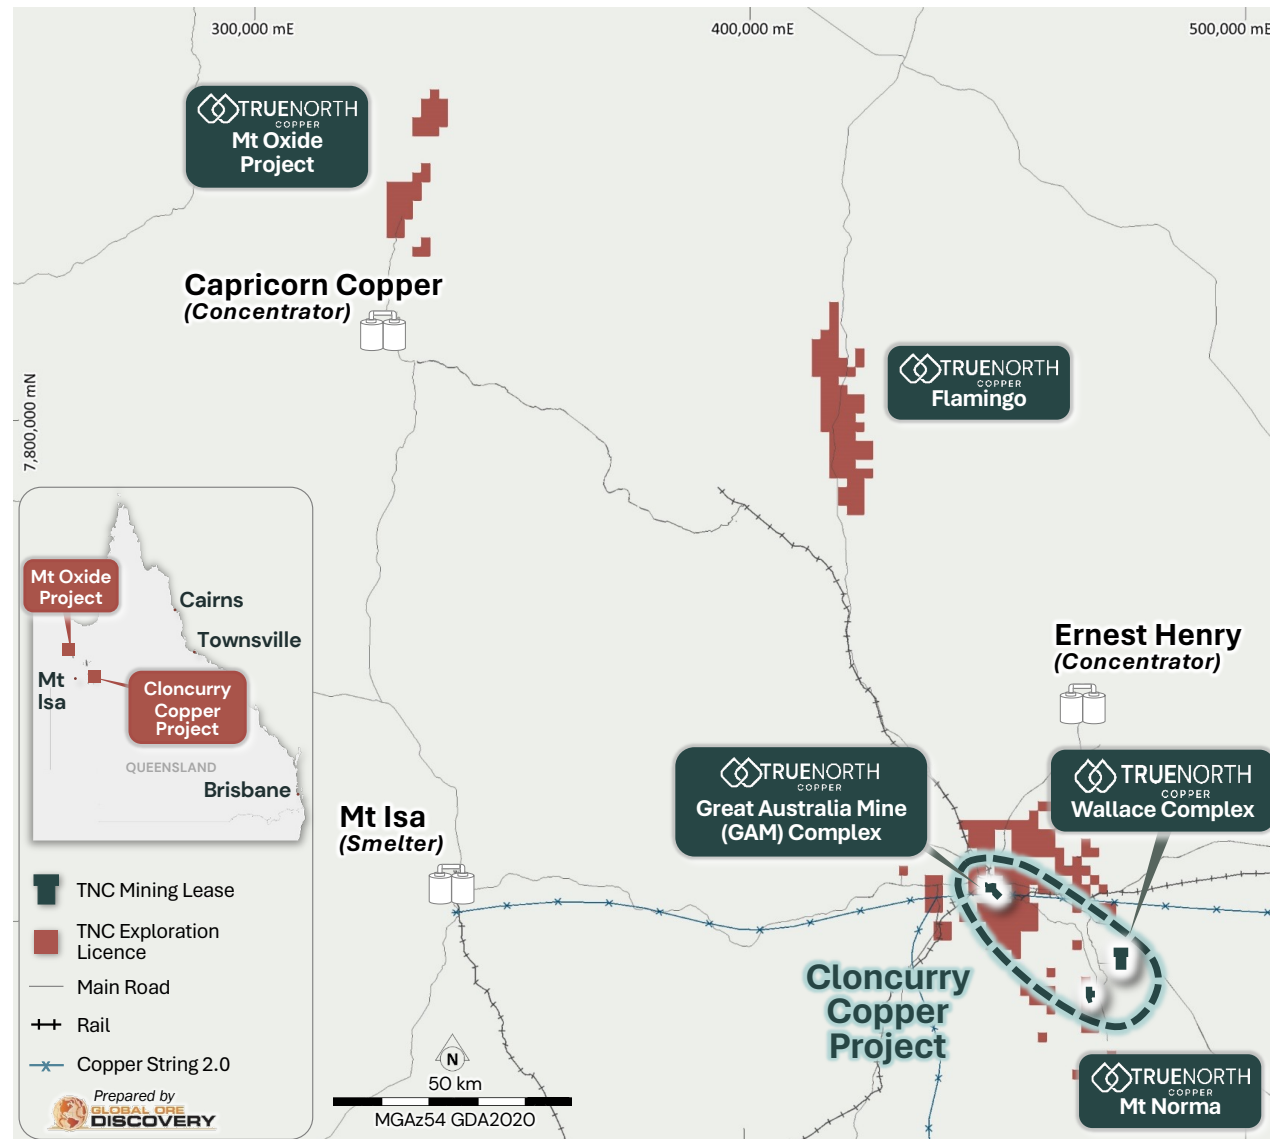 300,000 mE
400,000 mE
500,000 mE
TRUENORTH
COPPER
Mt Oxide
Project
Capricorn Copper
(Concentrator)
TRUENORTH
COPPER
Flamingo
7,800,000 mN
Mt Oxide
Project
Cairns
Townsville
Mt
Isa
Cloncurry
Copper
Project
QUEENSLAND
Brisbane
Ernest Henry
(Concentrator)
TRUENORTH
COPPER
Great Australia Mine
(GAM) Complex
TRUENORTH
COPPER
Wallace Complex
Mt Isa
(Smelter)
TNC Mining Lease
TNC Exploration
Licence
Main Road
Rail
Copper String 2.0
Prepared by
GLOBAL ORE
DISCOVERY
Cloncurry
Copper
Project
N
50 km
MGAz54 GDA2020
TRUENORTH
COPPER
Mt Norma